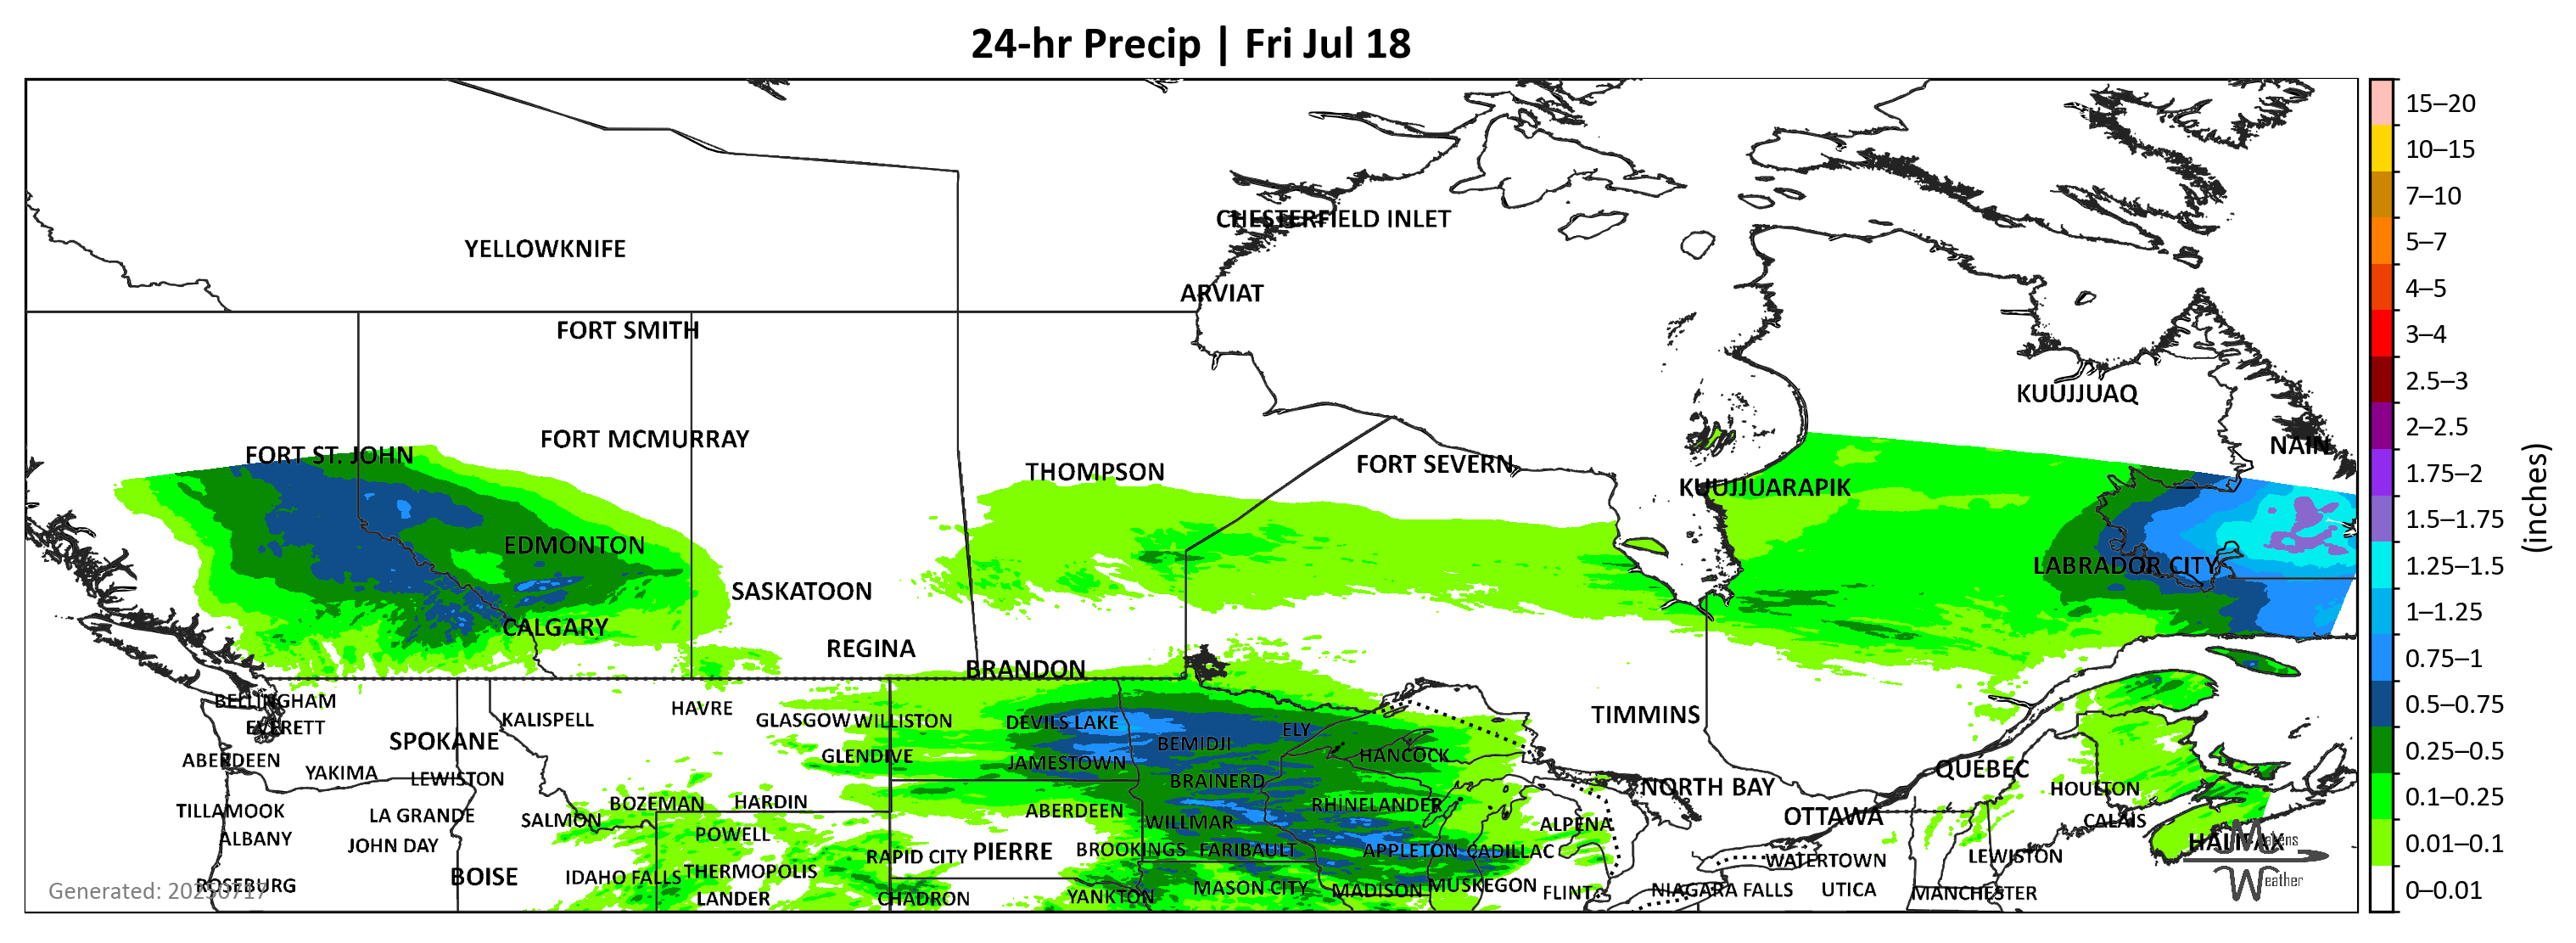 24-hr Precip | Fri Jul 18
CHESTERFIELD INLET
YELLOWKNIFE
ARVIAT
FORT SMITH
KUUJJUAQ
FORT MCMURRAY
NAIN
FORT ST. JOHN
FORT SEVERN
THOMPSON
KUUJJUARAPIK
EDMONTON
LABRADOR CITY
SASKATOON
CALGARY
REGINA
BRANDON
BELLINGHAM
HAVRE
KALISPELL
GLASGOW WILLISTON
DEVILS LAKE
TIMMINS
EVERETT
ELY
SPOKANE
BEMIDJI
HANCOCK
ABERDEEN
GLENDIVE
JAMESTOWN
QUÉBEC
YAKIMA
LEWISTON
BRAINERD
NORTH BAY
HOULTON
BOZEMAN
HARDIN
RHINELANDER
TILLAMOOK
LA GRANDE
SALMON
ABERDEEN
WILLMAR
ALPENA
OTTAWA
CALAIS
ALBANY
JOHN DAY
POWELL
HALIFAX
RAPID CITY
PIERRE
BROOKINGS
FARIBAULT
APPLETON
CADILLAC
WATERTOWN
LEWISTON
BOISE
IDAHO FALLS
THERMOPOLIS
ROSEBURG
MASON CITY
MADISON
MUSKEGON
FLINT
NIAGARA FALLS
UTICA
MANCHESTER
LANDER
CHADRON
YANKTON
Generated: 20250717
Weather
15–20
10–15
7–10
5–7
4–5
3–4
2.5–3
2–2.5
1.75–2
1.5–1.75
1.25–1.5
1–1.25
0.75–1
0.5–0.75
0.25–0.5
0.1–0.25
0.01–0.1
0–0.01
(inches)